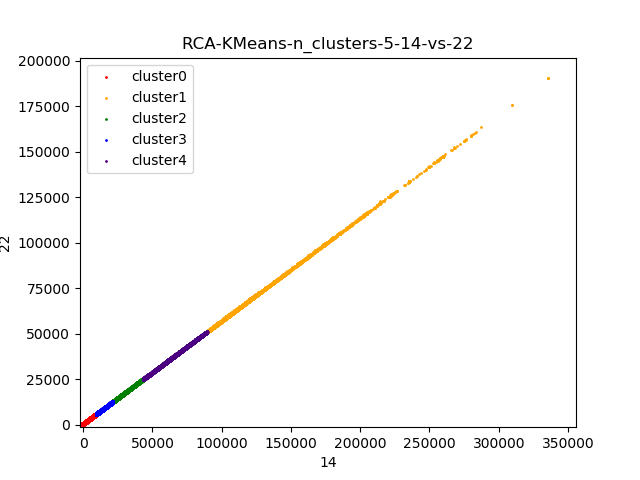 RCA-KMeans-n_clusters-5-14-vs-22
200000
175000
150000
125000
100000
75000
50000
25000
0
22
cluster0
cluster1
cluster2
cluster3
cluster4
0 50000 100000 150000 200000 250000 300000 350000
14